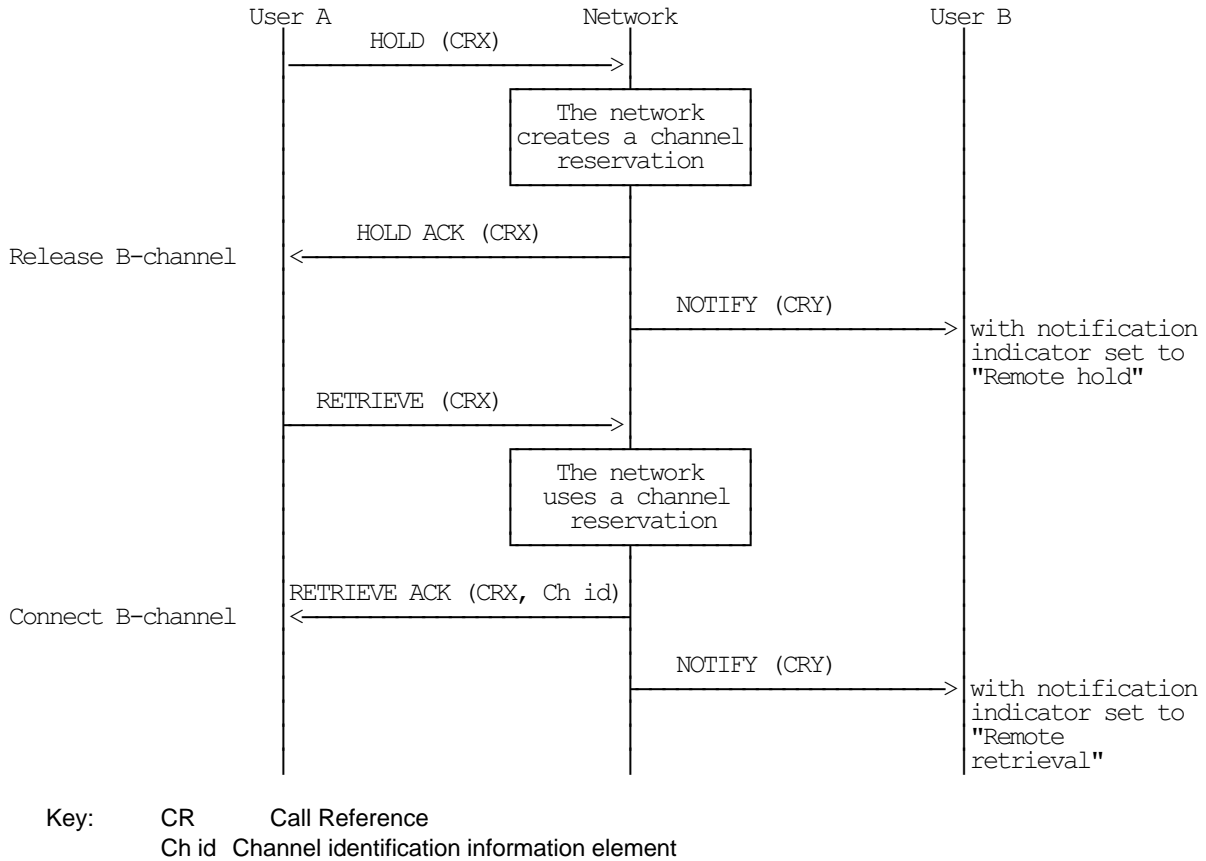 User A Network User B
HOLD (CRX)
The network
creates a channel
reservation
HOLD ACK (CRX)
Release B-channel
NOTIFY (CRY)
with notification
indicator set to
"Remote hold"
RETRIEVE (CRX)
The network
uses a channel
reservation
RETRIEVE ACK (CRX, Ch id)
Connect B-channel
NOTIFY (CRY)
with notification
indicator set to
"Remote
retrieval"
Key: CR Call Reference
Ch id Channel identification information element